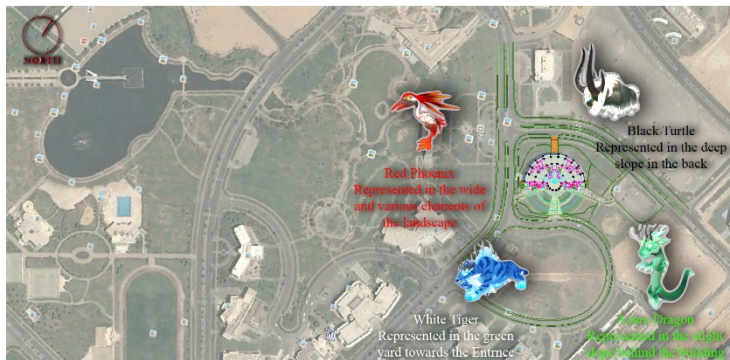 NORTH
Black Turtle
Represented in the deep
slope in the back
Red Phoenix
Represented in the wide
and various elements of
the landscape
White Tiger
Represented in the green
yard towards the Entrnce
Dragon
Represented in the slight
slope behind the building